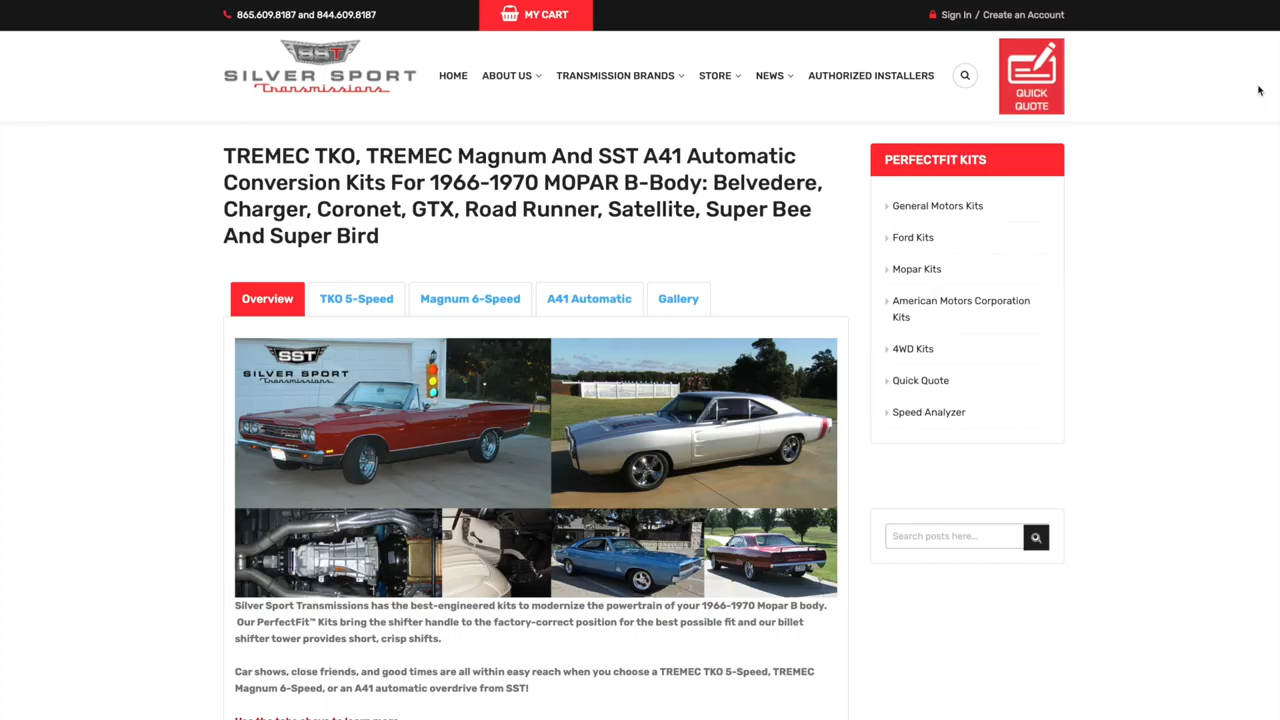 865.609.8187 and 844.609.8187
MY CART
Sign In / Create an Account
SST
SILVER SPORT
Transmissions
HOME
ABOUT US
TRANSMISSION BRANDS
STORE
NEWS
AUTHORIZED INSTALLERS
QUICK
QUOTE
TREMEC TKO, TREMEC Magnum And SST A41 Automatic
Conversion Kits For 1966-1970 MOPAR B-Body: Belvedere,
Charger, Coronet, GTX, Road Runner, Satellite, Super Bee
And Super Bird
Overview
TKO 5-Speed
Magnum 6-Speed
A41 Automatic
Gallery
SST
SILVER SPORT
Transmissions
Silver Sport Transmissions has the best-engineered kits to modernize the powertrain of your 1966-1970 Mopar B body.
Our PerfectFit™ Kits bring the shifter handle to the factory-correct position for the best possible fit and our billet
shifter tower provides short, crisp shifts.
Car shows, close friends, and good times are all within easy reach when you choose a TREMEC TKO 5-Speed, TREMEC
Magnum 6-Speed, or an A41 automatic overdrive from SST!
Use the tabs above to learn more
PERFECTFIT KITS
General Motors Kits
Ford Kits
Mopar Kits
American Motors Corporation
Kits
4WD Kits
Quick Quote
Speed Analyzer
Search posts here...